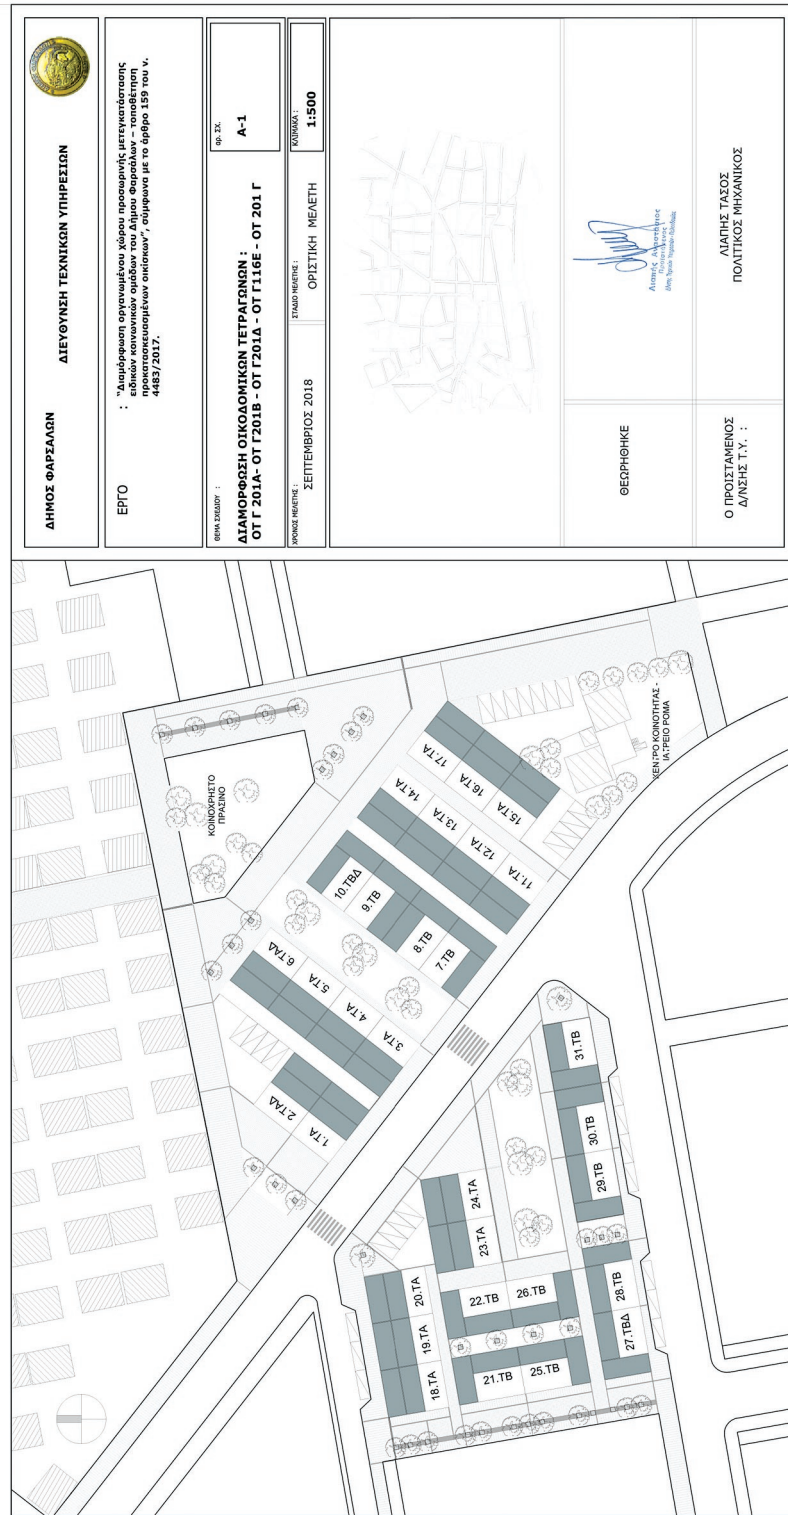 ΔΗΜΟΣ ΦΑΡΣΑΛΩΝ
ΔΙΕΥΘΥΝΣΗ ΤΕΧΝΙΚΩΝ ΥΠΗΡΕΣΙΩΝ
ΕΡΓΟ : "Διαμόρφωση οργανωμένου χώρου προσωρινής μετεγκατάστασης
ειδικών κοινωνικών ομάδων του Δήμου Φαρσάλων – τοποθέτηση
προκατασκευασμένων οικίσκων", σύμφωνα με το άρθρο 159 του ν.
4483/2017.
ΘΕΜΑ ΣΧΕΔΙΟΥ :
ΔΙΑΜΟΡΦΩΣΗ ΟΙΚΟΔΟΜΙΚΩΝ ΤΕΤΡΑΓΩΝΩΝ :
ΟΤ Γ 201Α- ΟΤ Γ201Β - ΟΤ Γ201Δ - ΟΤ Γ116Ε - ΟΤ 201 Γ
αρ. ΣΧ.
Α-1
ΧΡΟΝΟΣ ΜΕΛΕΤΗΣ :
ΣΕΠΤΕΜΒΡΙΟΣ 2018
ΣΤΑΔΙΟ ΜΕΛΕΤΗΣ :
ΟΡΙΣΤΙΚΗ ΜΕΛΕΤΗ
ΚΛΙΜΑΚΑ :
1:500
ΘΕΩΡΗΘΗΚΕ
Λιαπής Αναστάσιος
Ο ΠΡΟΙΣΤΑΜΕΝΟΣ
Δ/ΝΣΗΣ Τ.Υ. :
ΛΙΑΠΗΣ ΤΑΣΟΣ
ΠΟΛΙΤΙΚΟΣ ΜΗΧΑΝΙΚΟΣ
ΚΟΙΝΟΧΡΗΣΤΟ
ΠΡΑΣΙΝΟ
ΚΕΝΤΡΟ ΚΟΙΝΟΤΗΤΑΣ -
ΙΑΤΡΕΙΟ ΡΟΜΑ
1.ΤΑ
2.ΤΑΔ
3.ΤΑ
4.ΤΑ
5.ΤΑ
6.ΤΑΔ
7.ΤΒ
8.ΤΒ
9.ΤΒ
10.ΤΒΔ
11.ΤΑ
12.ΤΑ
13.ΤΑ
14.ΤΑ
15.ΤΑ
16.ΤΑ
17.ΤΑ
18.ΤΑ
19.ΤΑ
20.ΤΑ
21.ΤΒ
22.ΤΒ
23.ΤΑ
24.ΤΑ
25.ΤΒ
26.ΤΒ
27.ΤΒΔ
28.ΤΒ
29.ΤΒ
30.ΤΒ
31.ΤΒ